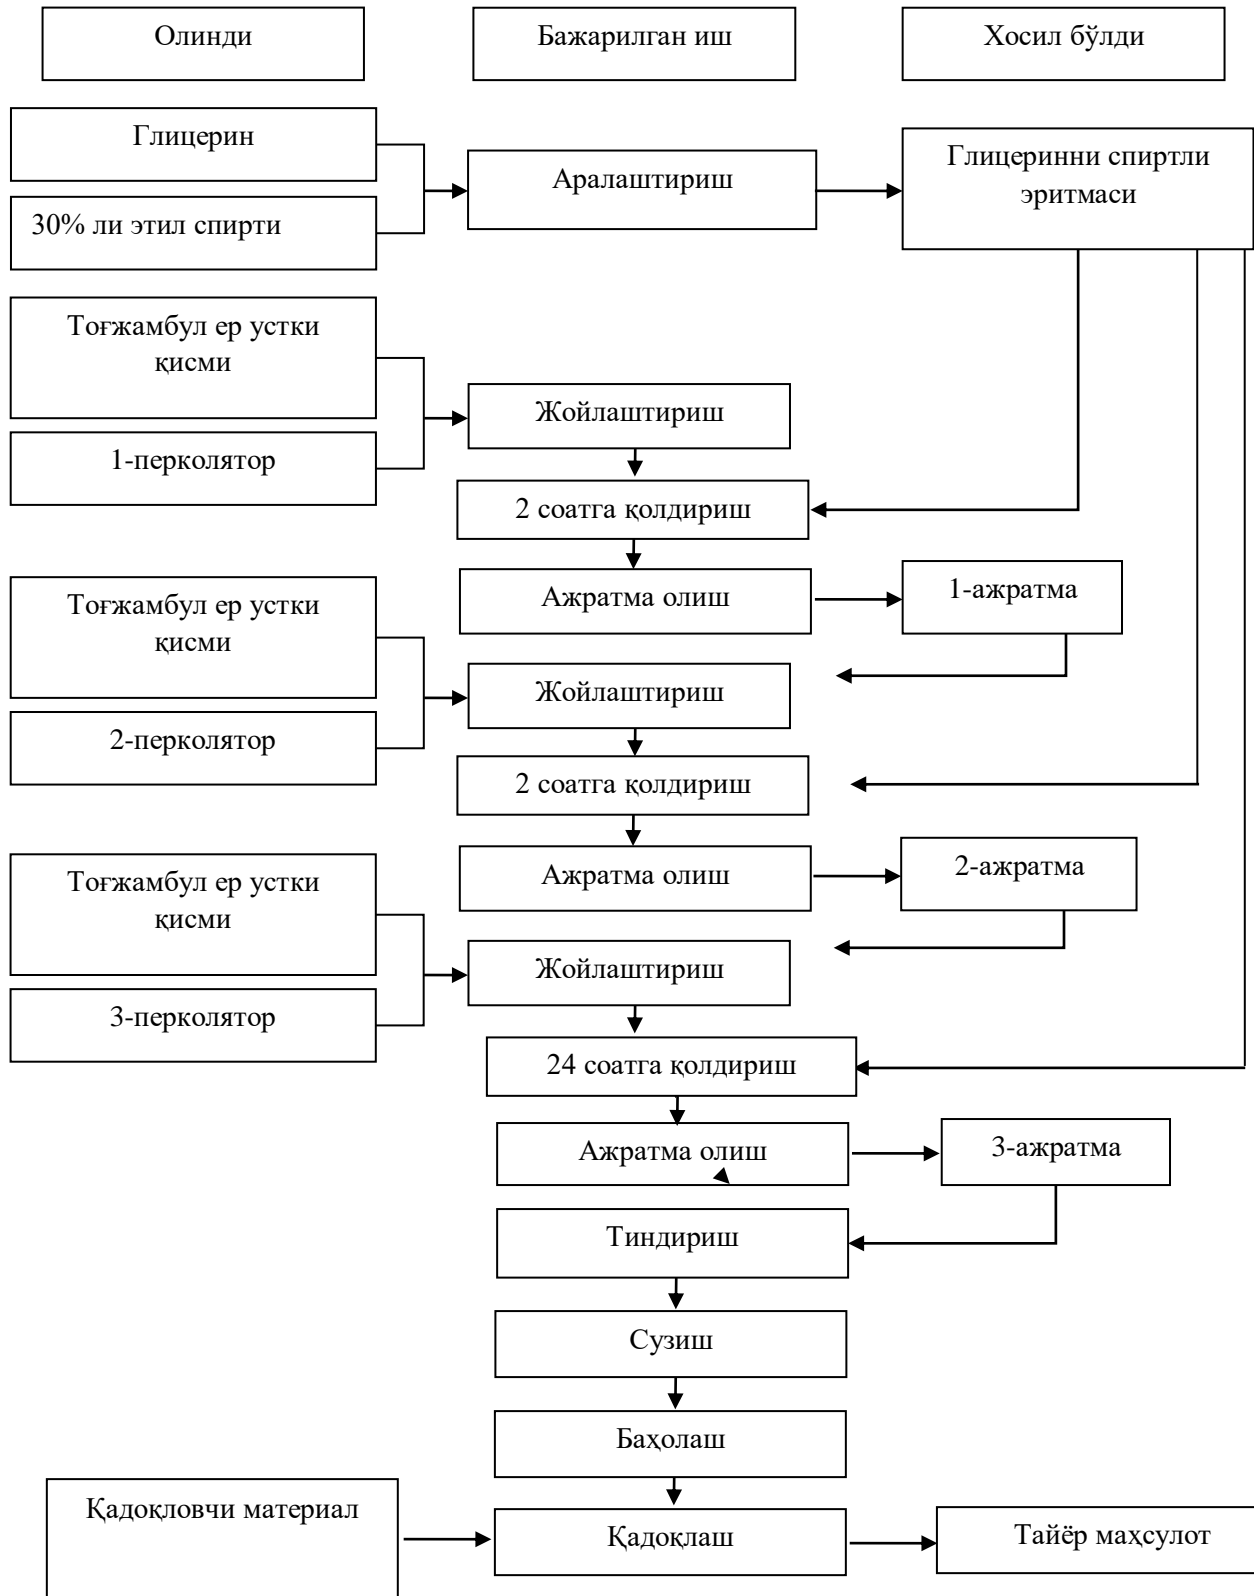 Олинди
Бажарилган иш
Хосил бўлди
Глицерин
30% ли этил спирти
Аралаштириш
Глицеринни спиртли
эритмаси
Тоғжамбул ер устки
қисми
1-перколятор
Жойлаштириш
2 соатга қолдириш
Ажратма олиш
1-ажратма
Тоғжамбул ер устки
қисми
2-перколятор
Жойлаштириш
2 соатга қолдириш
Ажратма олиш
2-ажратма
Тоғжамбул ер устки
қисми
3-перколятор
Жойлаштириш
24 соатга қолдириш
Ажратма олиш
3-ажратма
Тиндириш
Сузиш
Баҳолаш
Қадоқловчи материал
Қадоқлаш
Тайёр маҳсулот